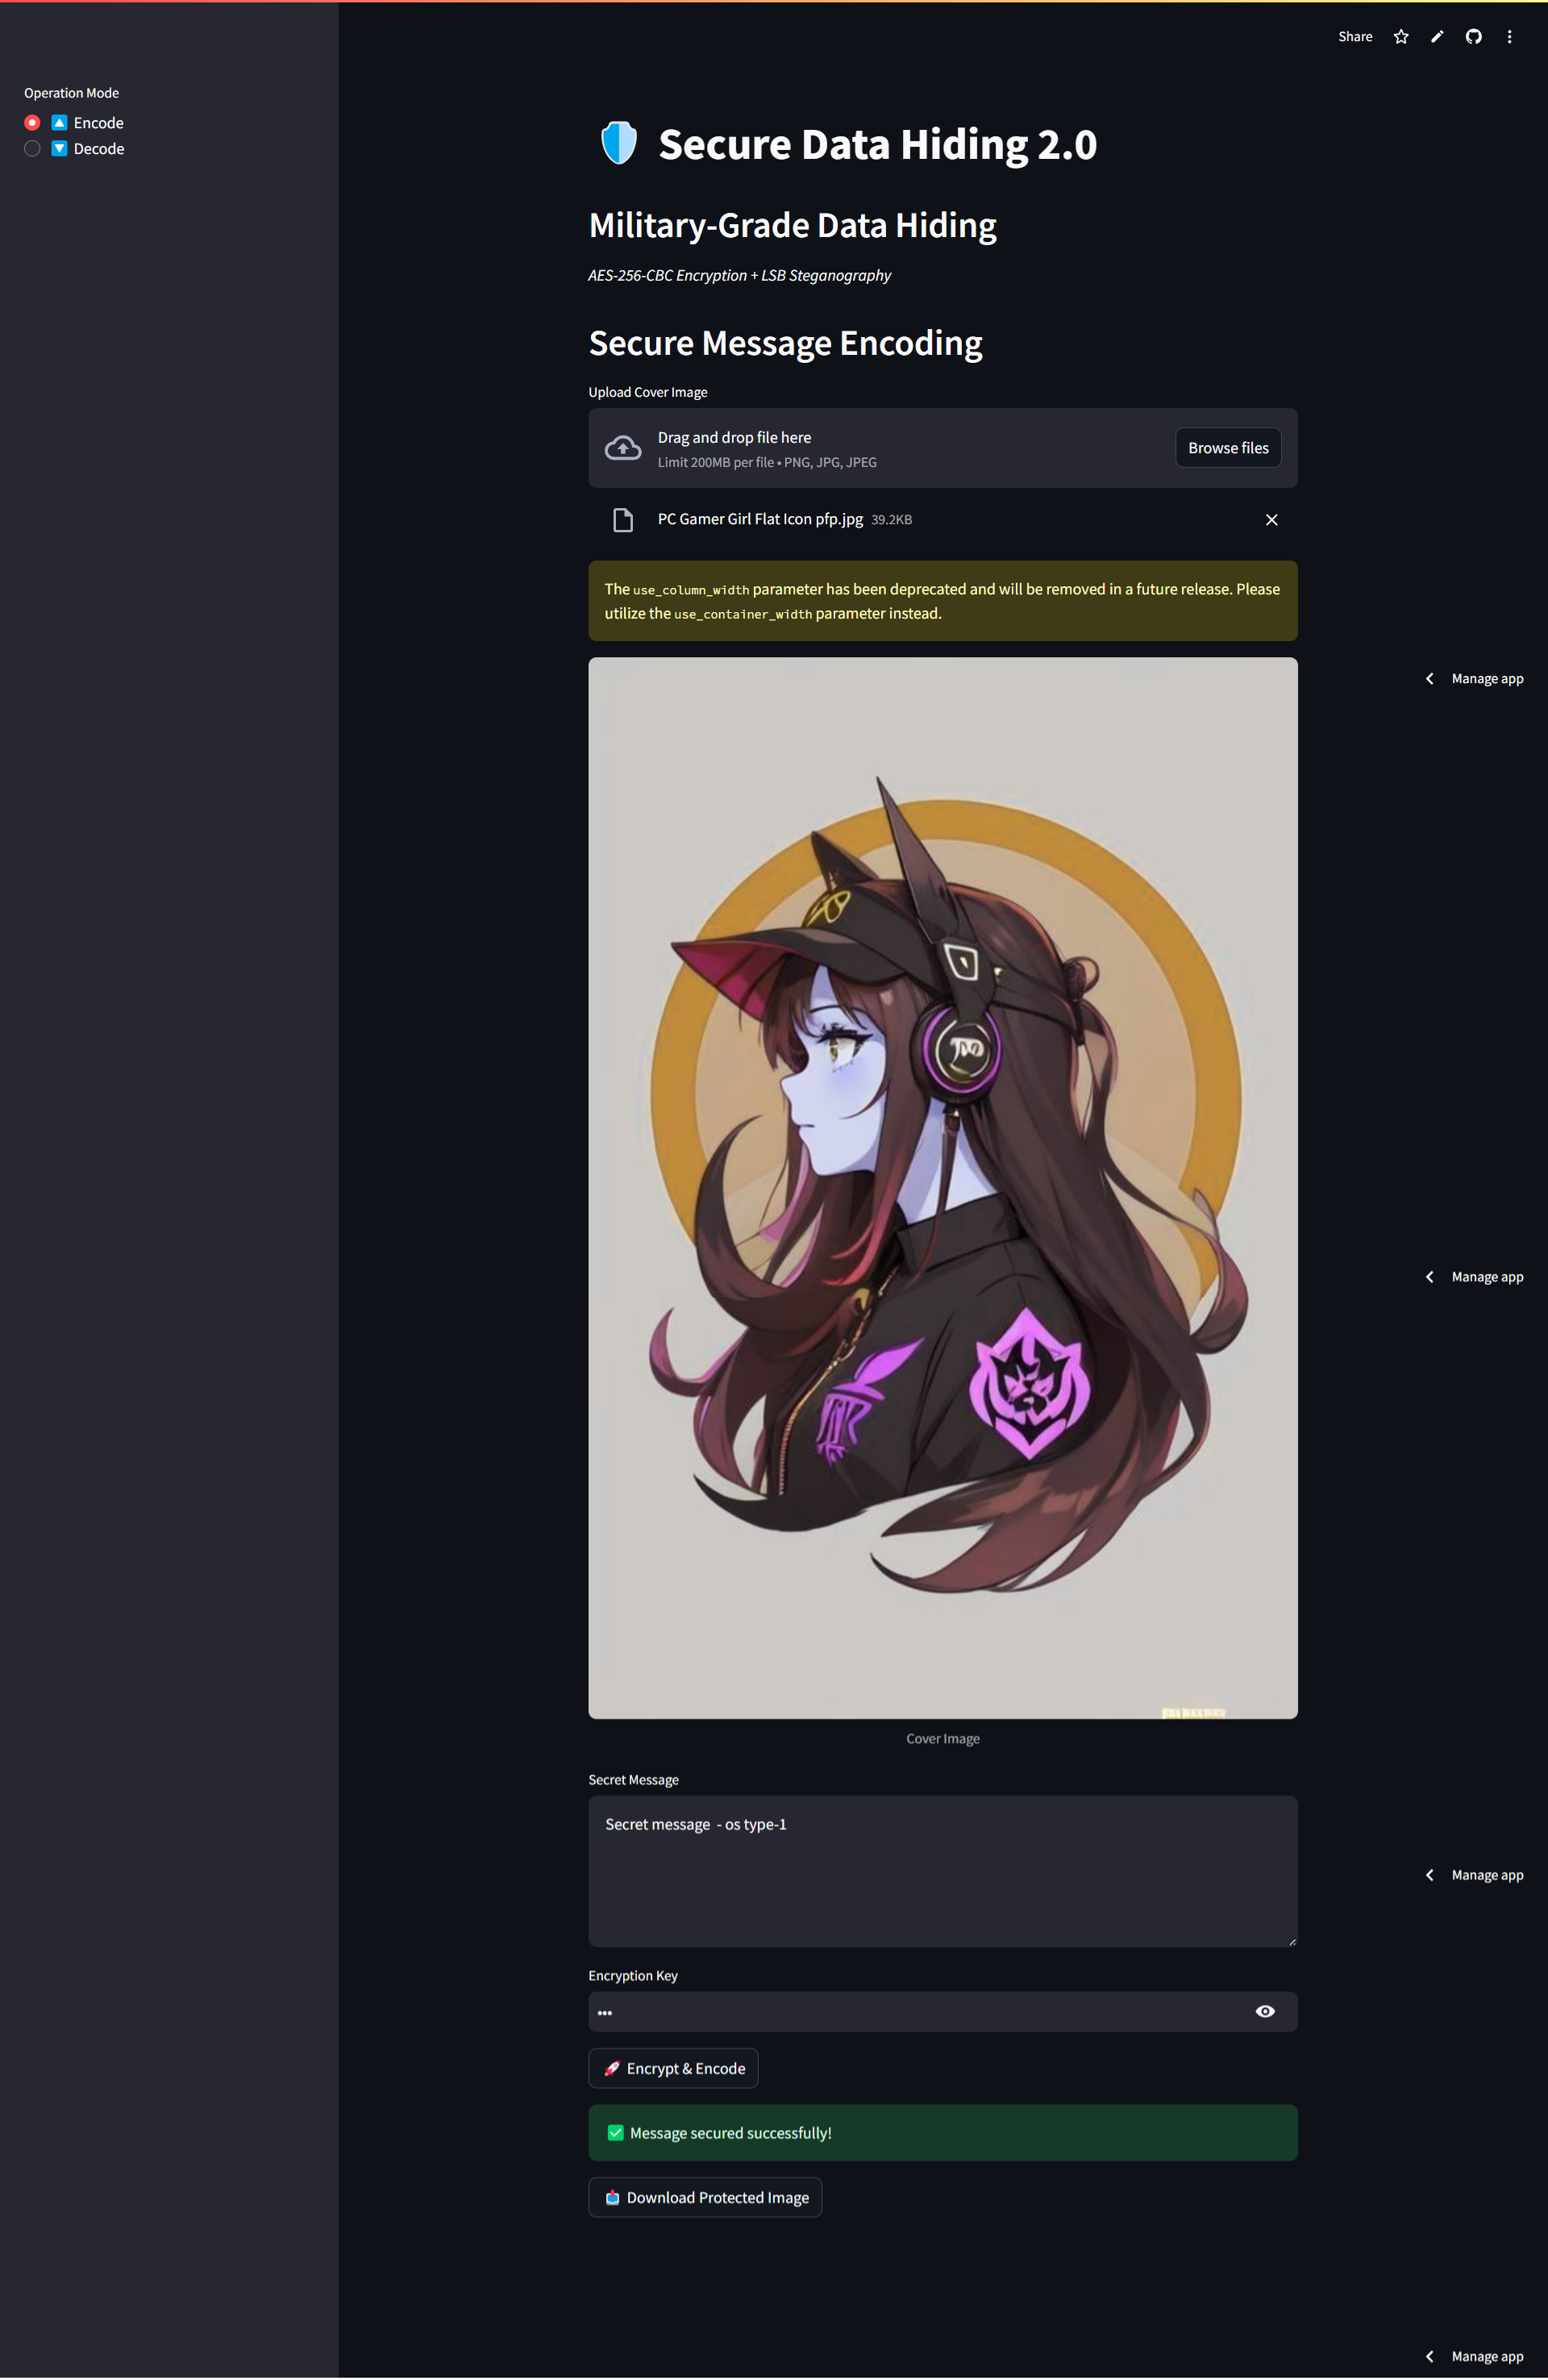 Share
Operation Mode
Encode
Decode
Secure Data Hiding 2.0
Military-Grade Data Hiding
AES-256-CBC Encryption + LSB Steganography
Secure Message Encoding
Upload Cover Image
Drag and drop file here
Limit 200MB per file • PNG, JPG, JPEG
Browse files
PC Gamer Girl Flat Icon pfp.jpg 39.2KB
The use_column_width parameter has been deprecated and will be removed in a future release. Please
utilize the use_container_width parameter instead.
Manage app
Manage app
Cover Image
Secret Message
Secret message - os type-1
Manage app
Encryption Key
Encrypt & Encode
Message secured successfully!
Download Protected Image
Manage app